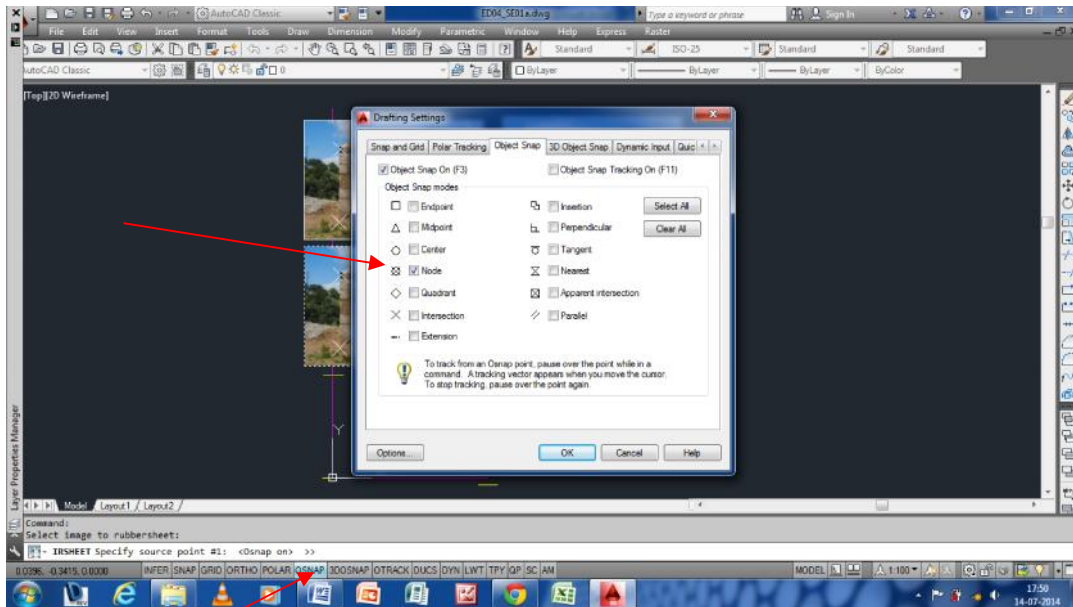 AutoCAD Classic ED04_SE01a.dwg Type a keyword or phrase Sign In
File Edit View Insert Format Tools Draw Dimension Modify Parametric Window Help Express Raster
Standard ISO-25 Standard Standard
AutoCAD Classic 0 ByLayer ByLayer ByLayer ByColor
[Top][2D Wireframe]
Drafting Settings
Snap and Grid Polar Tracking Object Snap 3D Object Snap Dynamic Input Quic
Object Snap On (F3) Object Snap Tracking On (F11)
Object Snap modes
Endpoint Insertion Select All
Midpoint Perpendicular Clear All
Center Tangent
Node Nearest
Quadrant Apparent intersection
Intersection Parallel
Extension
To track from an Osnap point, pause over the point while in a
command. A tracking vector appears when you move the cursor.
To stop tracking, pause over the point again.
Options... OK Cancel Help
Y
Layer Properties Manager
Model Layout1 Layout2
Command:
Select image to rubbersheet:
IRSHEET Specify source point #1: <Osnap on> >>
0.0396, -0.3415, 0.0000 INFER SNAP GRID ORTHO POLAR OSNAP 3DOSNAP OTRACK DUCS DYN LWT TPY QP SC AM MODEL 1:100
17:50
14-07-2014